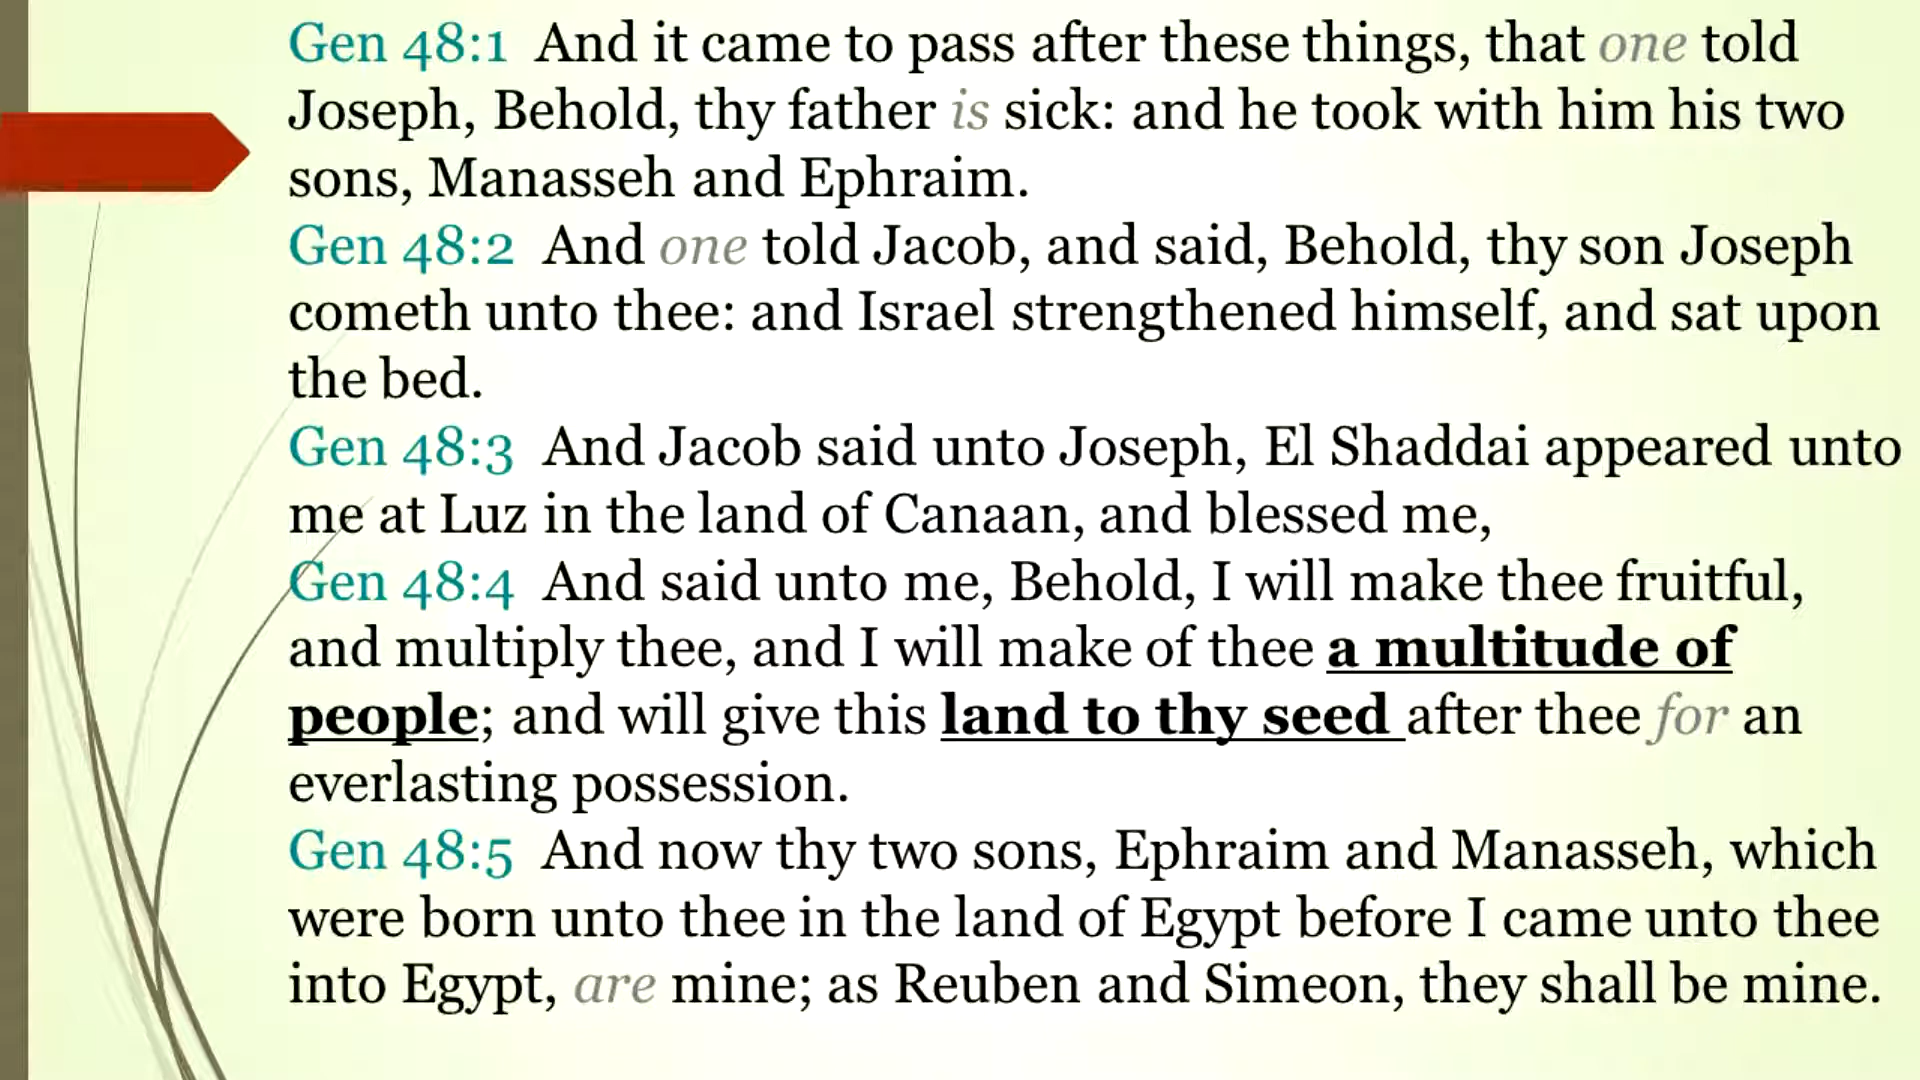 Gen 48:1 And it came to pass after these things, that one told
Joseph, Behold, thy father is sick: and he took with him his two
sons, Manasseh and Ephraim.
Gen 48:2 And one told Jacob, and said, Behold, thy son Joseph
cometh unto thee: and Israel strengthened himself, and sat upon
the bed.
Gen 48:3 And Jacob said unto Joseph, El Shaddai appeared unto
me at Luz in the land of Canaan, and blessed me,
Gen 48:4 And said unto me, Behold, I will make thee fruitful,
and multiply thee, and I will make of thee a multitude of
people; and will give this land to thy seed after thee for an
everlasting possession.
Gen 48:5 And now thy two sons, Ephraim and Manasseh, which
were born unto thee in the land of Egypt before I came unto thee
into Egypt, are mine; as Reuben and Simeon, they shall be mine.